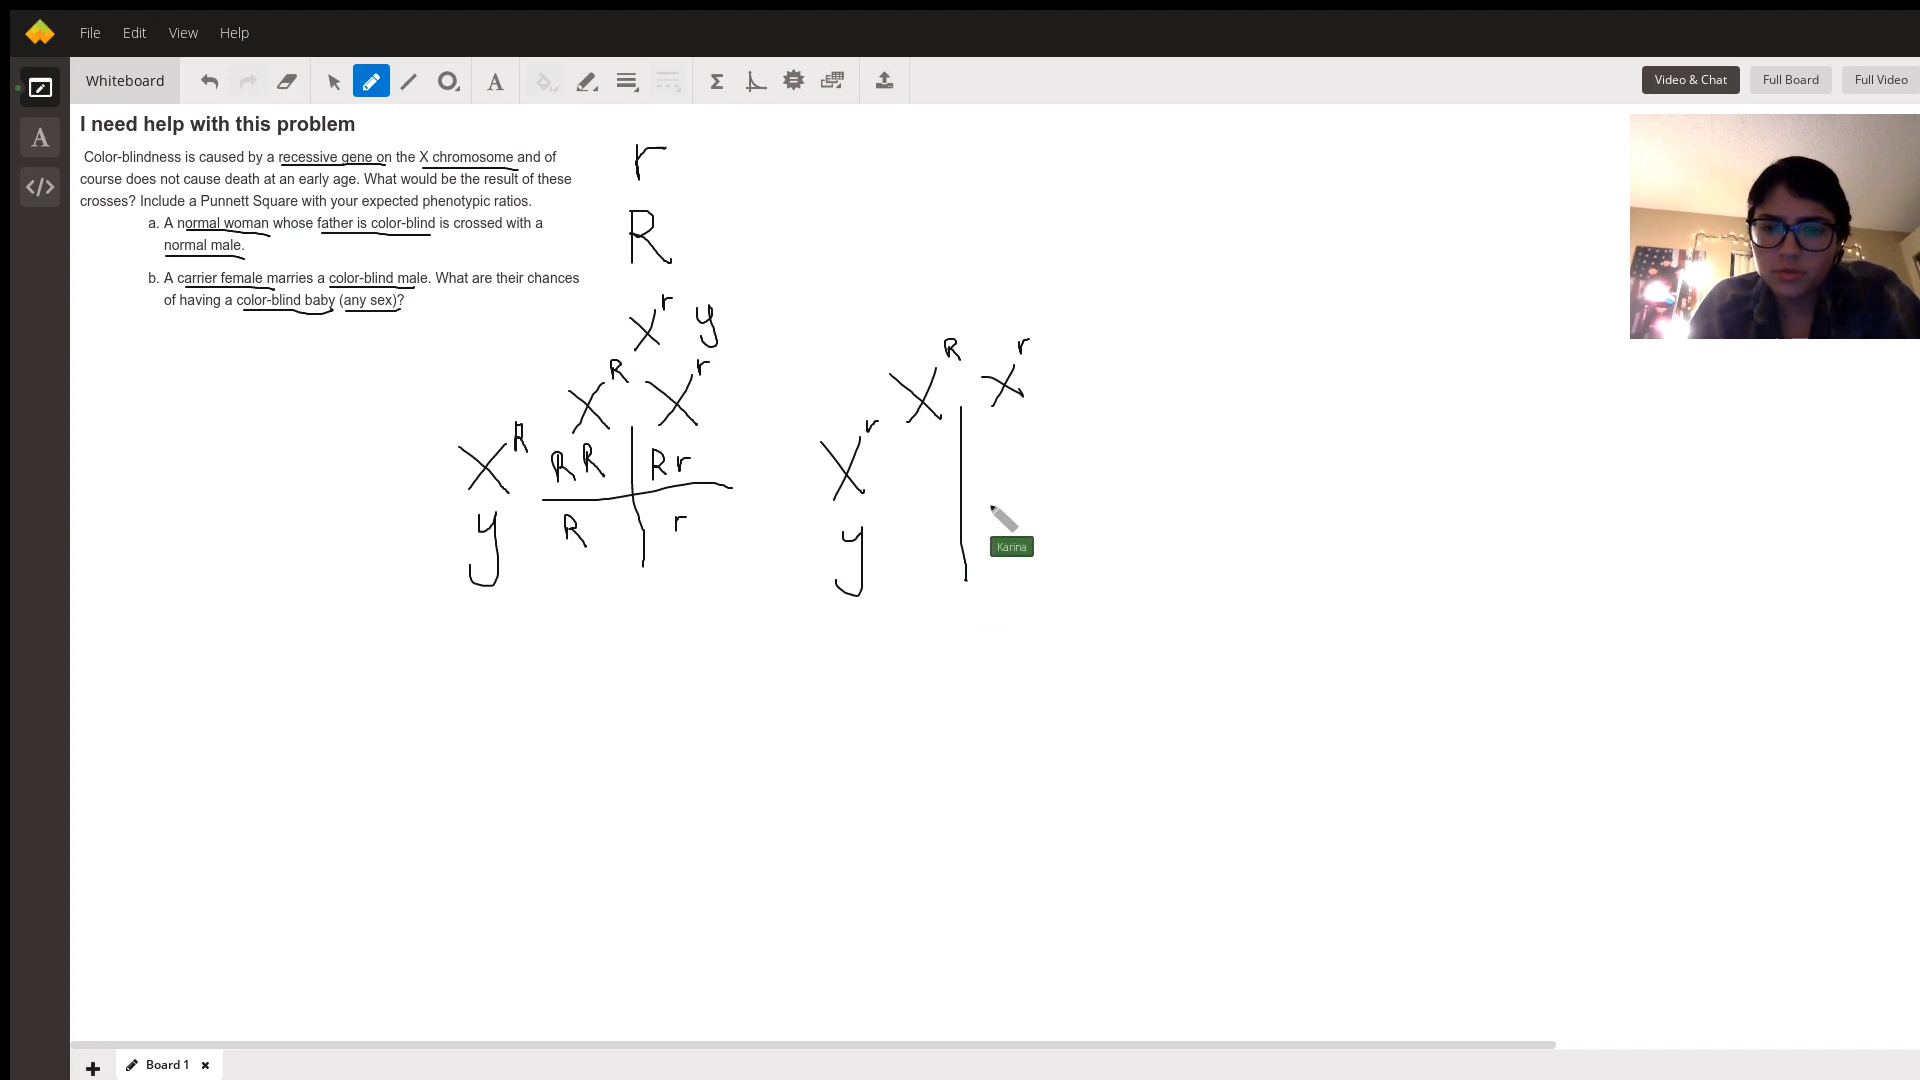 File Edit View Help
Whiteboard
Video & Chat Full Board Full Video
I need help with this problem
Color-blindness is caused by a recessive gene on the X chromosome and of
course does not cause death at an early age. What would be the result of these
crosses? Include a Punnett Square with your expected phenotypic ratios.
a. A normal woman whose father is color-blind is crossed with a
normal male.
b. A carrier female marries a color-blind male. What are their chances
of having a color-blind baby (any sex)?
r
R
X^r y
X^R X^r
X^R RR Rr
y R r
X^R X^r
X^r
y
Karina
Board 1